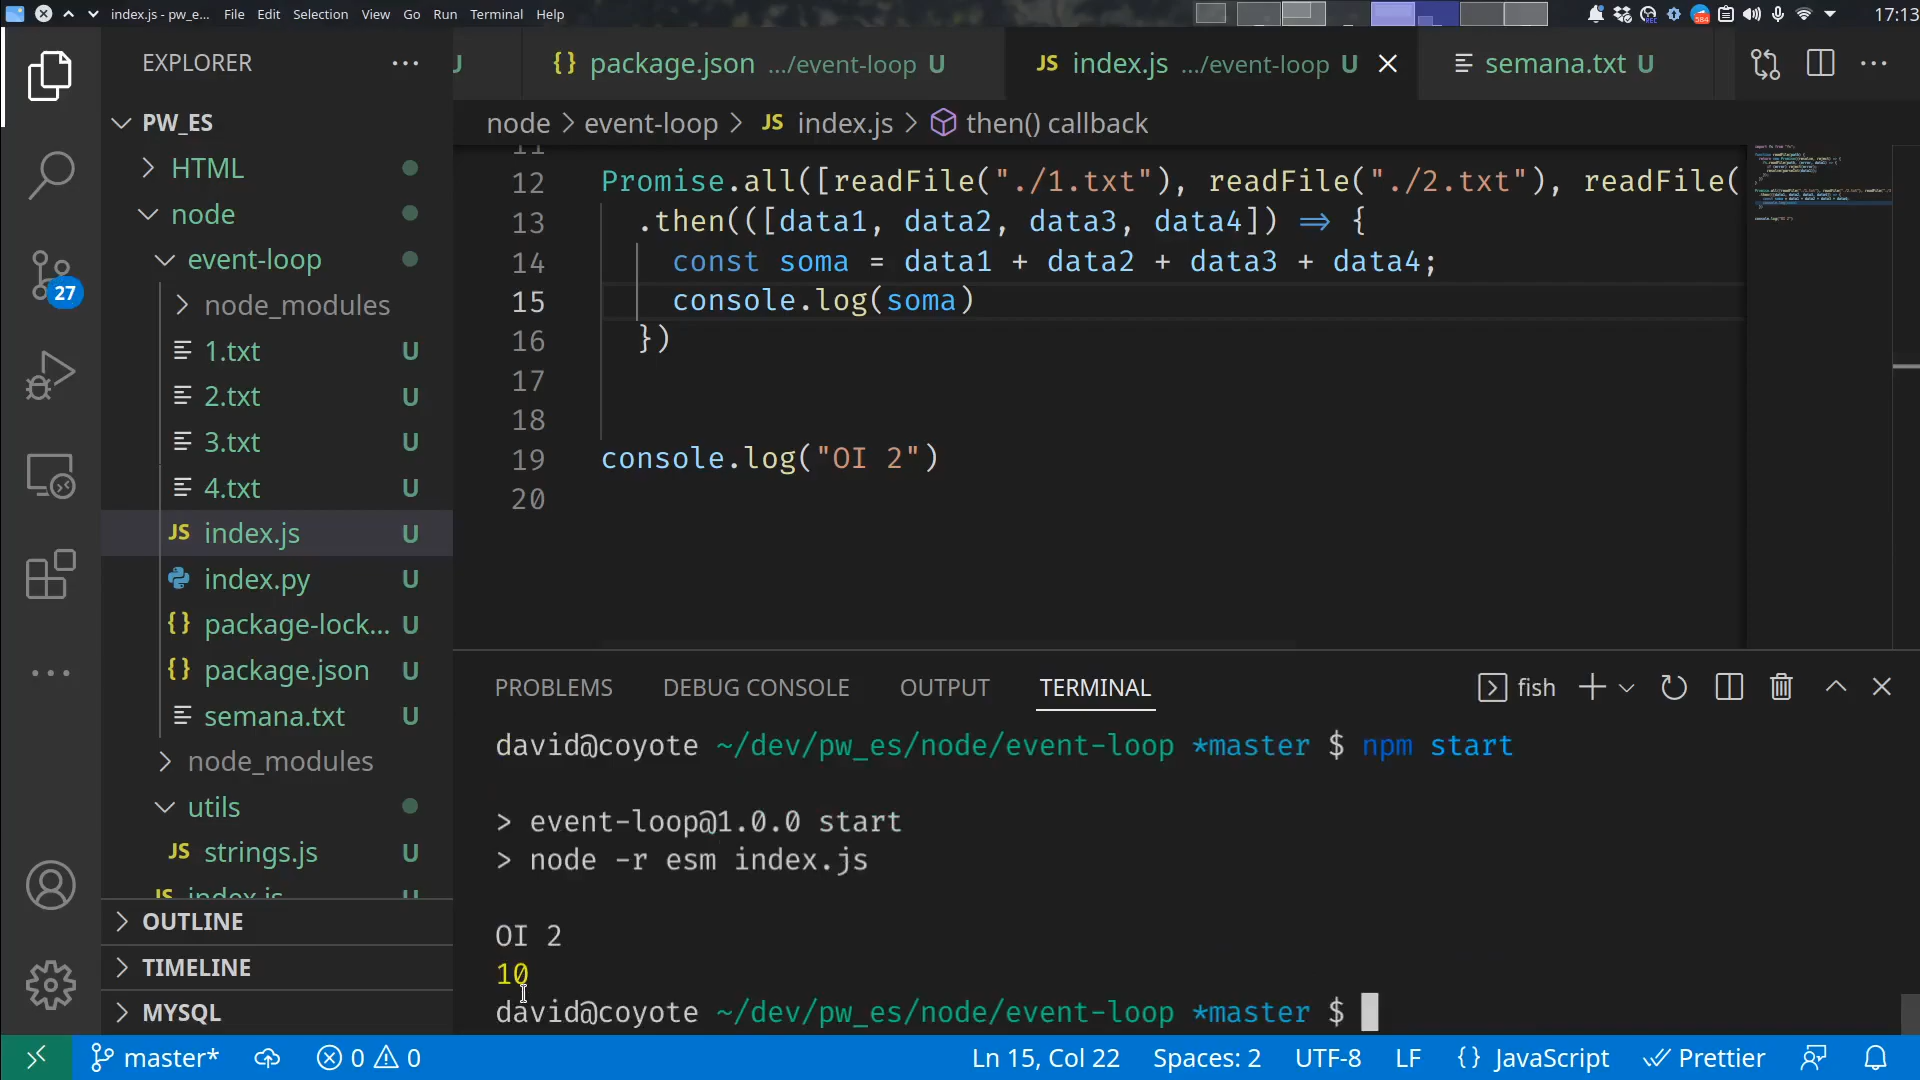 index.js - pw_e... File Edit Selection View Go Run Terminal Help
584
17:13
EXPLORER
U {} package.json .../event-loop U JS index.js .../event-loop U semana.txt U
PW_ES
node > event-loop > JS index.js > then() callback
HTML
node
event-loop
node_modules
1.txt U
2.txt U
3.txt U
4.txt U
JS index.js U
index.py U
{} package-lock... U
{} package.json U
semana.txt U
node_modules
utils
JS strings.js U
JS index.js U
OUTLINE
TIMELINE
MYSQL
27
11
12 Promise.all([readFile("./1.txt"), readFile("./2.txt"), readFile(
13 .then(([data1, data2, data3, data4]) => {
14 const soma = data1 + data2 + data3 + data4;
15 console.log(soma)
16 })
17
18
19 console.log("OI 2")
20
PROBLEMS DEBUG CONSOLE OUTPUT TERMINAL fish
david@coyote ~/dev/pw_es/node/event-loop *master $ npm start
> event-loop@1.0.0 start
> node -r esm index.js
OI 2
10
david@coyote ~/dev/pw_es/node/event-loop *master $
master* 0 0 Ln 15, Col 22 Spaces: 2 UTF-8 LF {} JavaScript Prettier